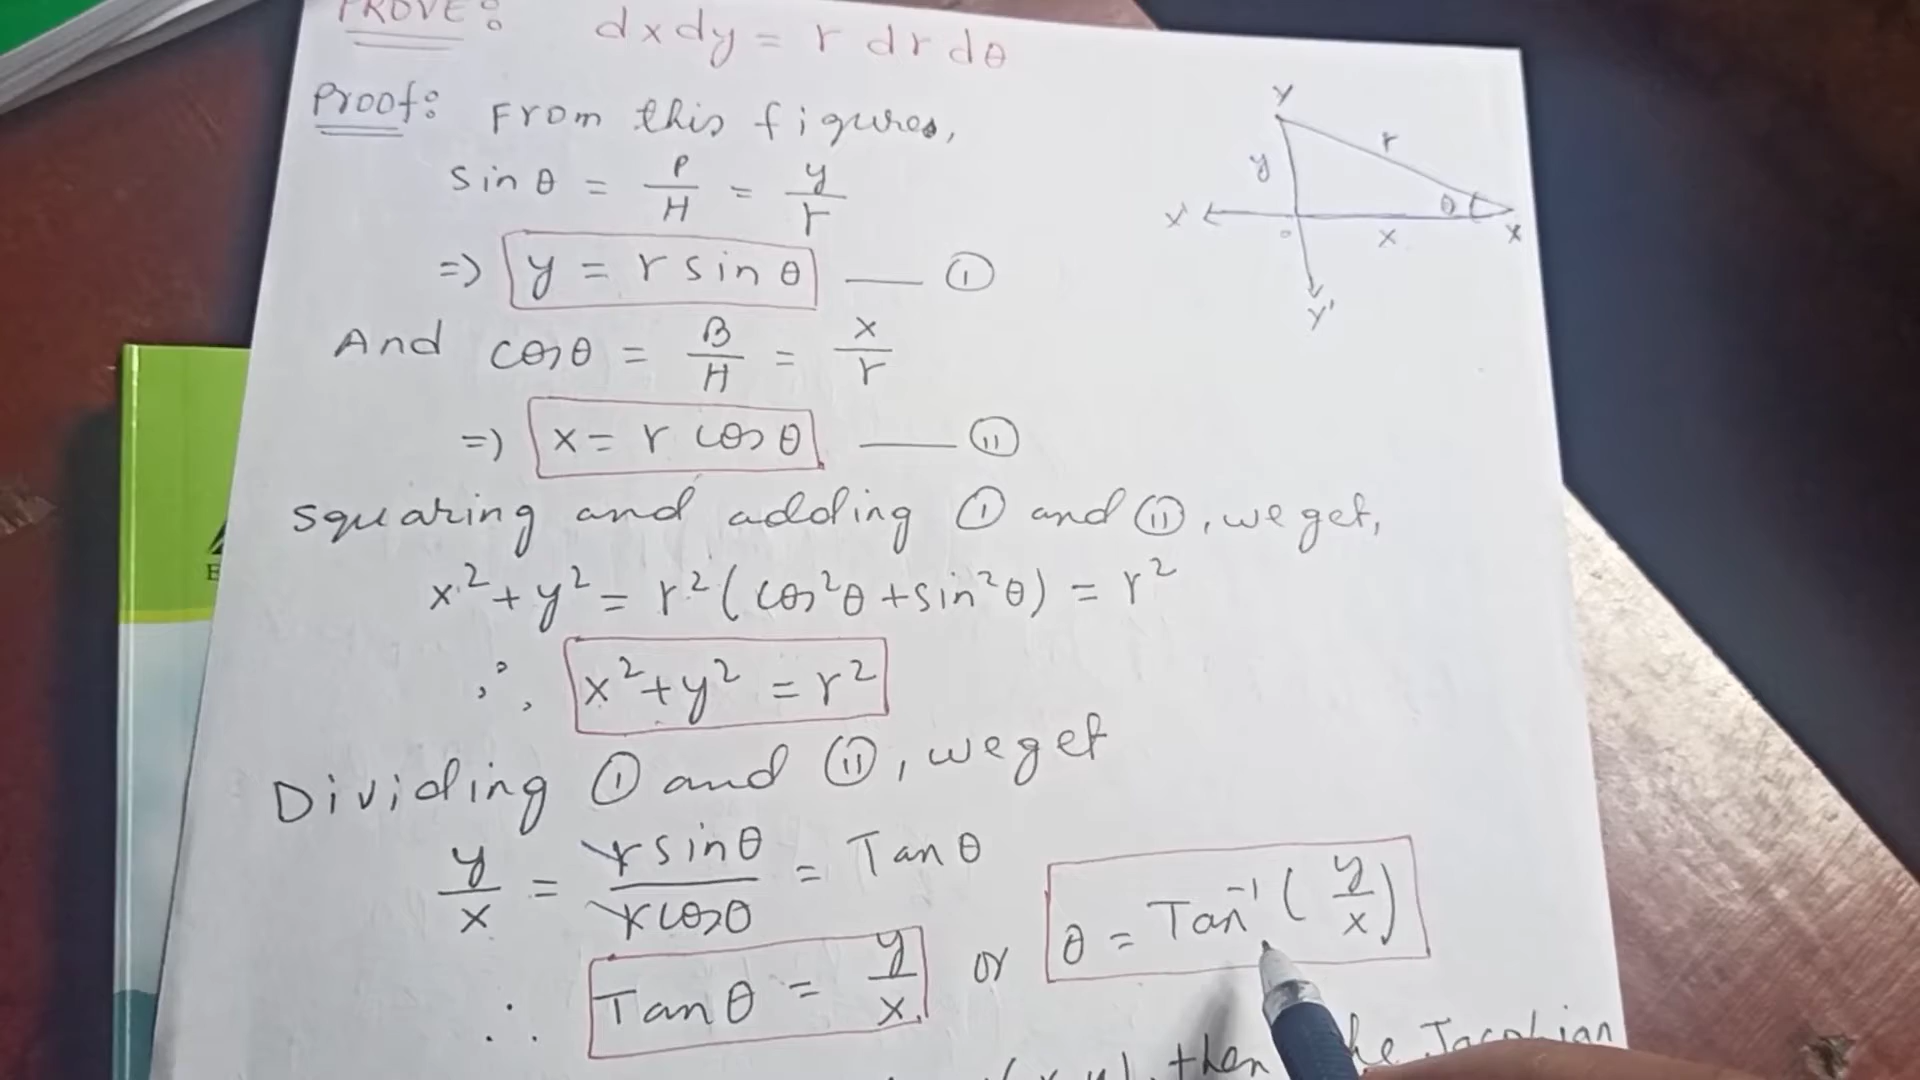 PROVE: dxdy = r dr dθ
Proof: From this figures,
sin θ = P/H = y/r
=> y = r sin θ —— (I)
And cos θ = B/H = x/r
=> x = r cos θ —— (II)
squaring and adding (I) and (II), we get,
x² + y² = r² (cos²θ + sin²θ) = r²
∴ x² + y² = r²
Dividing (I) and (II), we get
y/x = r sin θ / r cos θ = Tan θ
∴ Tan θ = y/x or θ = Tan⁻¹ (y/x)
(x, y), then the Jacobian
Y
r
y
θ
X'
o
x
X
Y'
E